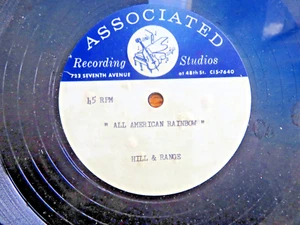 ASSOCIATED
Recording Studios
723 SEVENTH AVENUE at 48th St. CI5-7640
45 RPM
" ALL AMERICAN RAINBOW "
HILL & RANGE